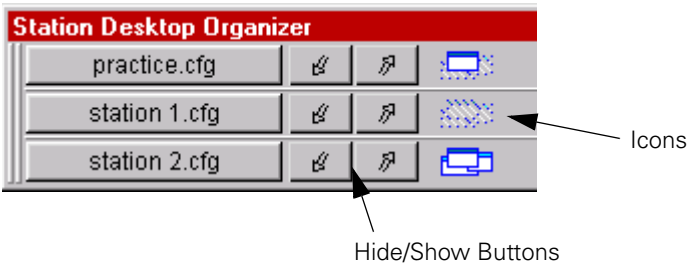 Station Desktop Organizer
practice.cfg
station 1.cfg
station 2.cfg
Icons
Hide/Show Buttons